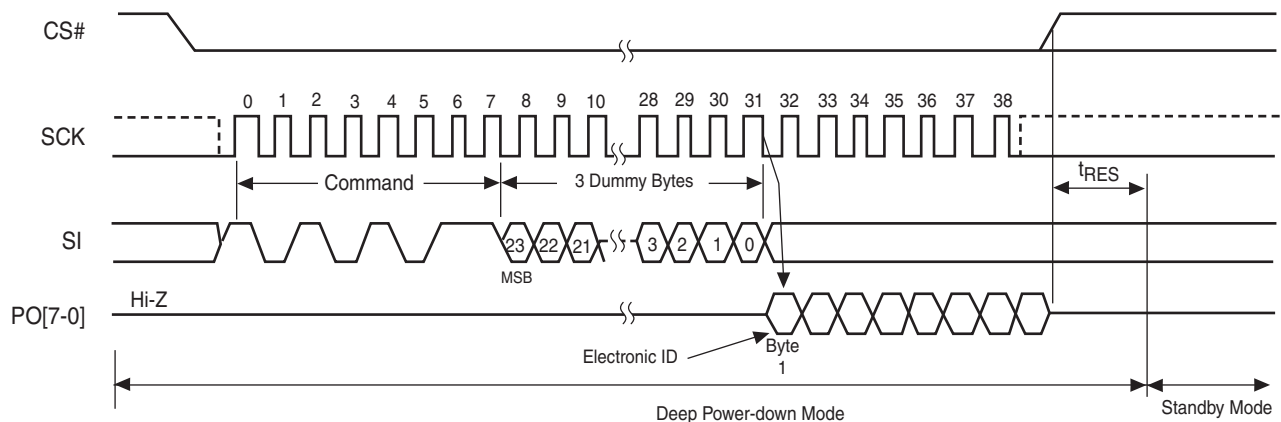 CS#
0 1 2 3 4 5 6 7 8 9 10 28 29 30 31 32 33 34 35 36 37 38
SCK
Command
3 Dummy Bytes
tRES
SI
23 22 21 3 2 1 0
MSB
Hi-Z
PO[7-0]
Electronic ID
Byte
1
Deep Power-down Mode
Standby Mode